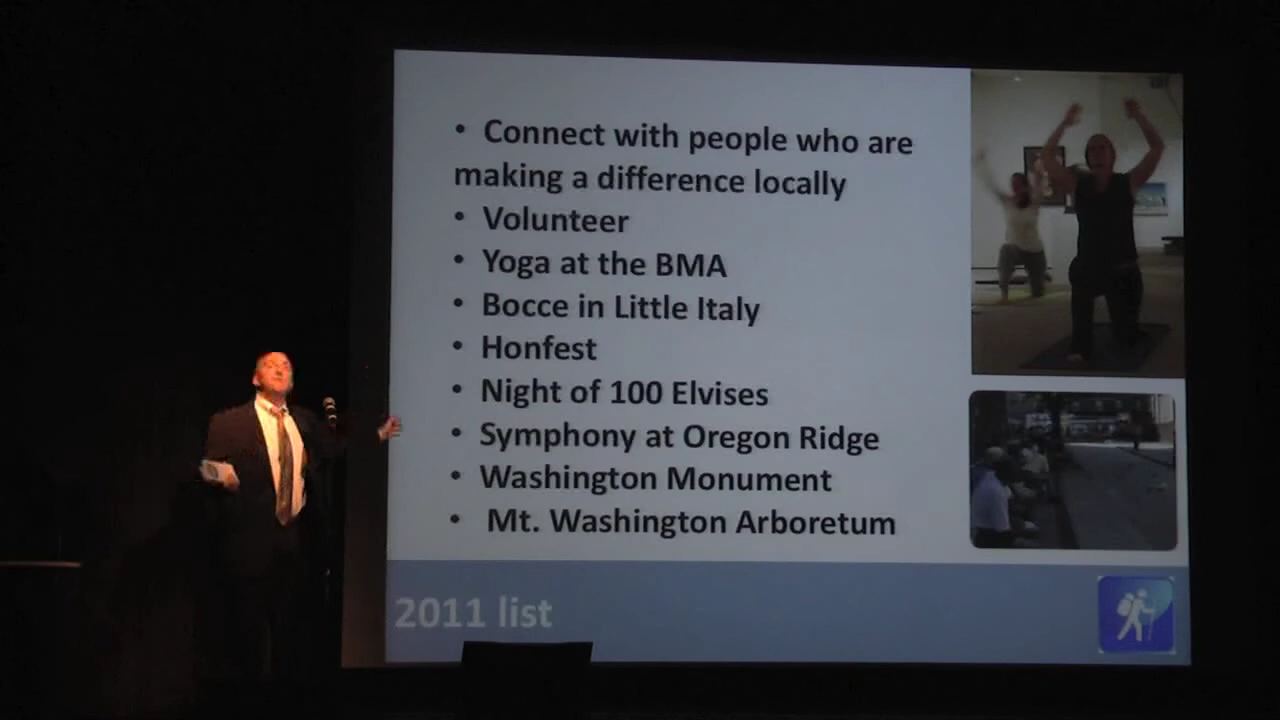 • Connect with people who are
making a difference locally
• Volunteer
• Yoga at the BMA
• Bocce in Little Italy
• Honfest
• Night of 100 Elvises
• Symphony at Oregon Ridge
• Washington Monument
• Mt. Washington Arboretum
2011 list